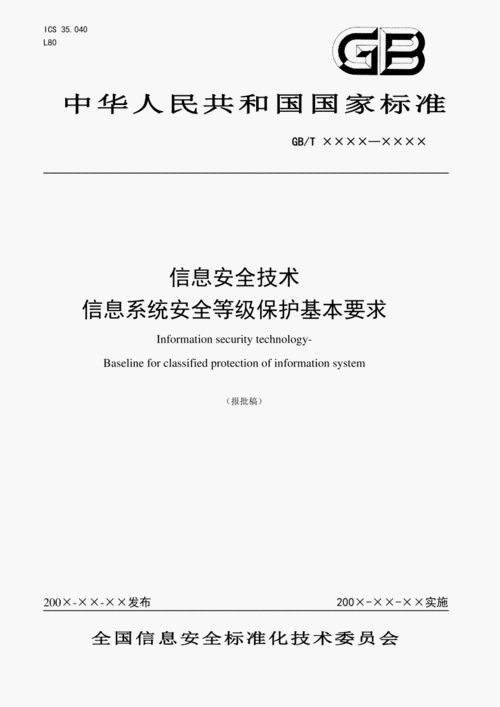 ICS 35.040
L80
GB
中华人民共和国国家标准
GB/T ××××—××××
信息安全技术
信息系统安全等级保护基本要求
Information security technology-
Baseline for classified protection of information system
（报批稿）
200×-××-××发布
200×-××-××实施
全国信息安全标准化技术委员会